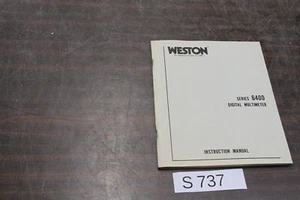 WESTON
SERIES 6400
DIGITAL MULTIMETER
INSTRUCTION MANUAL
S 737